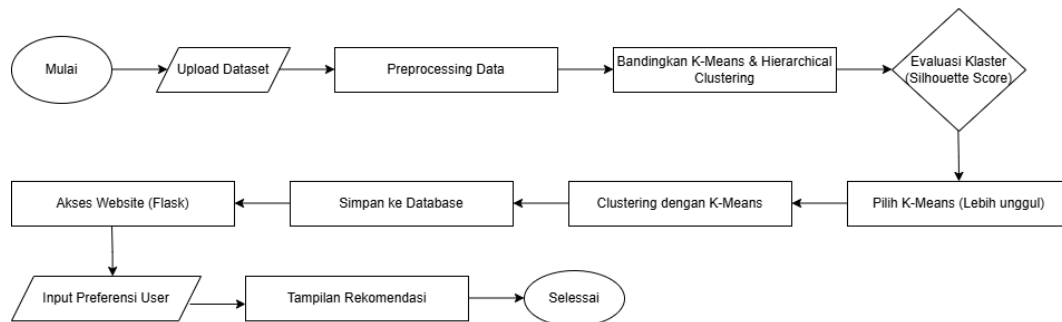 Mulai
Upload Dataset
Preprocessing Data
Bandingkan K-Means & Hierarchical
Clustering
Evaluasi Klaster
(Silhouette Score)
Pilih K-Means (Lebih unggul)
Clustering dengan K-Means
Simpan ke Database
Akses Website (Flask)
Input Preferensi User
Tampilan Rekomendasi
Selessai